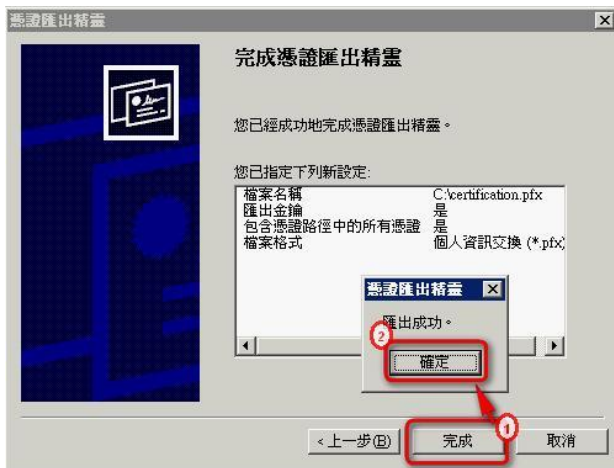 憑證匯出精靈
完成憑證匯出精靈
您已經成功地完成憑證匯出精靈。
您已指定下列新設定:
檔案名稱 C:\certification.pfx
匯出金鑰 是
包含憑證路徑中的所有憑證 是
檔案格式 個人資訊交換 (*.pfx)
憑證匯出精靈
匯出成功。
2
確定
1
<上一步(B) 完成 取消